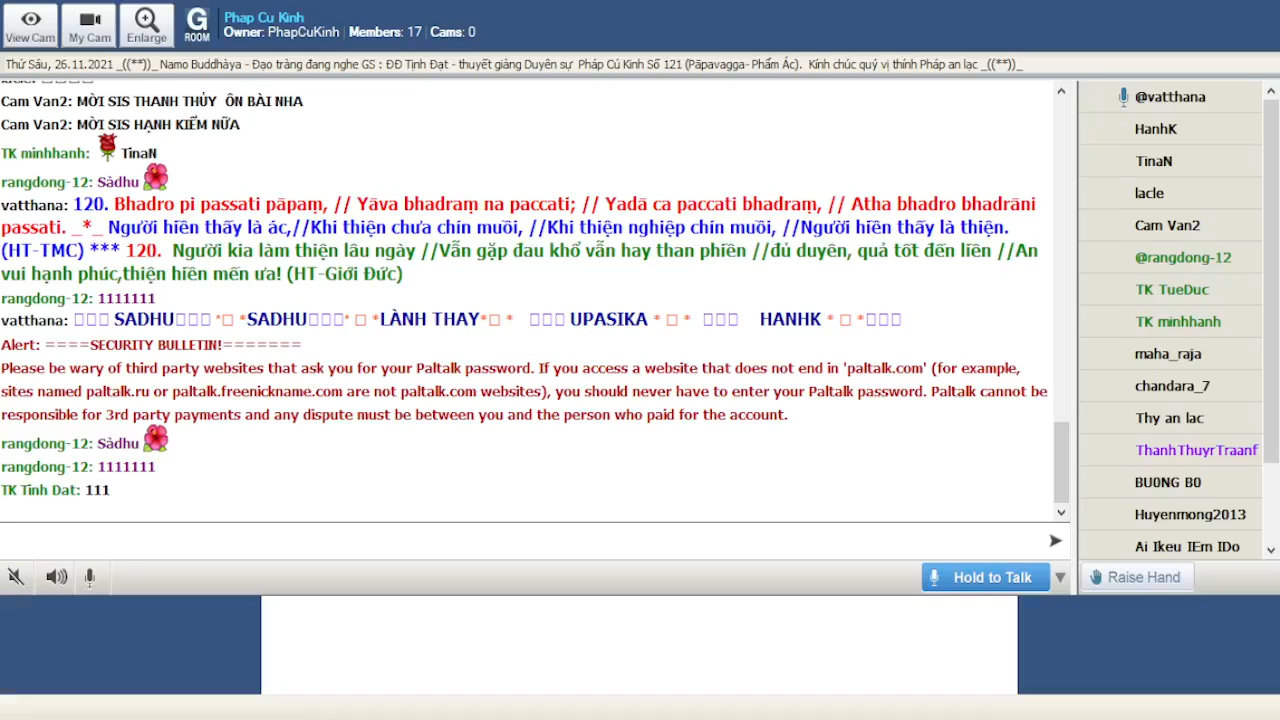 View Cam
My Cam
Enlarge
G
ROOM
Phap Cu Kinh
Owner: PhapCuKinh | Members: 17 | Cams: 0
Thứ Sáu, 26.11.2021 _((**))_ Namo Buddhàya - Đạo tràng đang nghe GS : ĐĐ Tịnh Đạt - thuyết giảng Duyên sự Pháp Cú Kinh Số 121 (Pāpavagga- Phẩm Ác). Kính chúc quý vị thính Pháp an lạc _((**))_
Cam Van2: MỜI SIS THANH THỦY ÔN BÀI NHA
Cam Van2: MỜI SIS HẠNH KIỂM NỮA
TK minhhanh: TinaN
rangdong-12: Sàdhu
vatthana: 120. Bhadro pi passati pāpaṃ, // Yāva bhadraṃ na paccati; // Yadā ca paccati bhadraṃ, // Atha bhadro bhadrāni
passati. _*_ Người hiền thấy là ác,//Khi thiện chưa chín muồi, //Khi thiện nghiệp chín muồi, //Người hiền thấy là thiện.
(HT-TMC) *** 120. Người kia làm thiện lâu ngày //Vẫn gặp đau khổ vẫn hay than phiền //đủ duyên, quả tốt đến liền //An
vui hạnh phúc,thiện hiền mến ưa! (HT-Giới Đức)
rangdong-12: 1111111
vatthana: SADHU * *SADHU * *LÀNH THAY* * UPASIKA * * HANHK * *
Alert: ====SECURITY BULLETIN!=======
Please be wary of third party websites that ask you for your Paltalk password. If you access a website that does not end in 'paltalk.com' (for example,
sites named paltalk.ru or paltalk.freenickname.com are not paltalk.com websites), you should never have to enter your Paltalk password. Paltalk cannot be
responsible for 3rd party payments and any dispute must be between you and the person who paid for the account.
rangdong-12: Sàdhu
rangdong-12: 1111111
TK Tinh Dat: 111
Hold to Talk
@vatthana
HanhK
TinaN
lacle
Cam Van2
@rangdong-12
TK TueDuc
TK minhhanh
maha_raja
chandara_7
Thy an lac
ThanhThuyrTraanf
BU0NG B0
Huyenmong2013
Ai Ikeu IEm IDo
Raise Hand